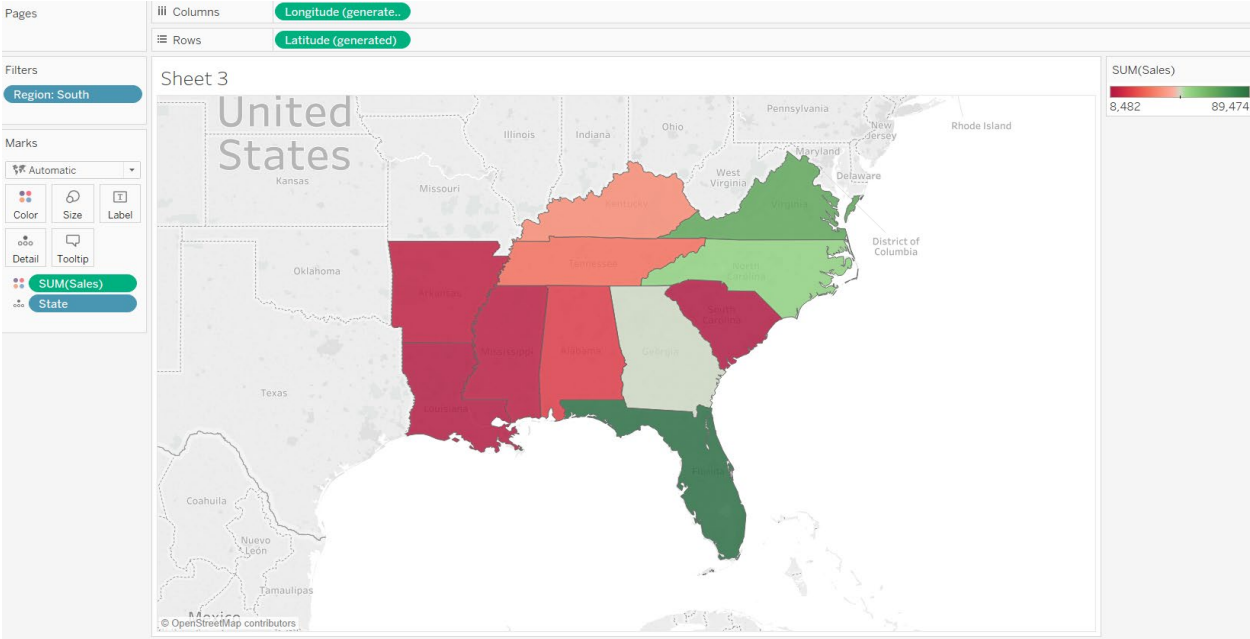 Pages
Columns
Longitude (generate..
Rows
Latitude (generated)
Filters
Region: South
Marks
Automatic
Color
Size
Label
Detail
Tooltip
SUM(Sales)
State
Sheet 3
United
States
Pennsylvania
Ohio
Illinois
Indiana
New
Jersey
Rhode Island
Maryland
West
Virginia
Delaware
Kansas
Missouri
Kentucky
Virginia
District of
Columbia
Oklahoma
Tennessee
North
Carolina
Arkansas
South
Carolina
Mississippi
Alabama
Georgia
Texas
Louisiana
Florida
Coahuila
Nuevo
León
Tamaulipas
Mexico
© OpenStreetMap contributors
SUM(Sales)
8,482
89,474